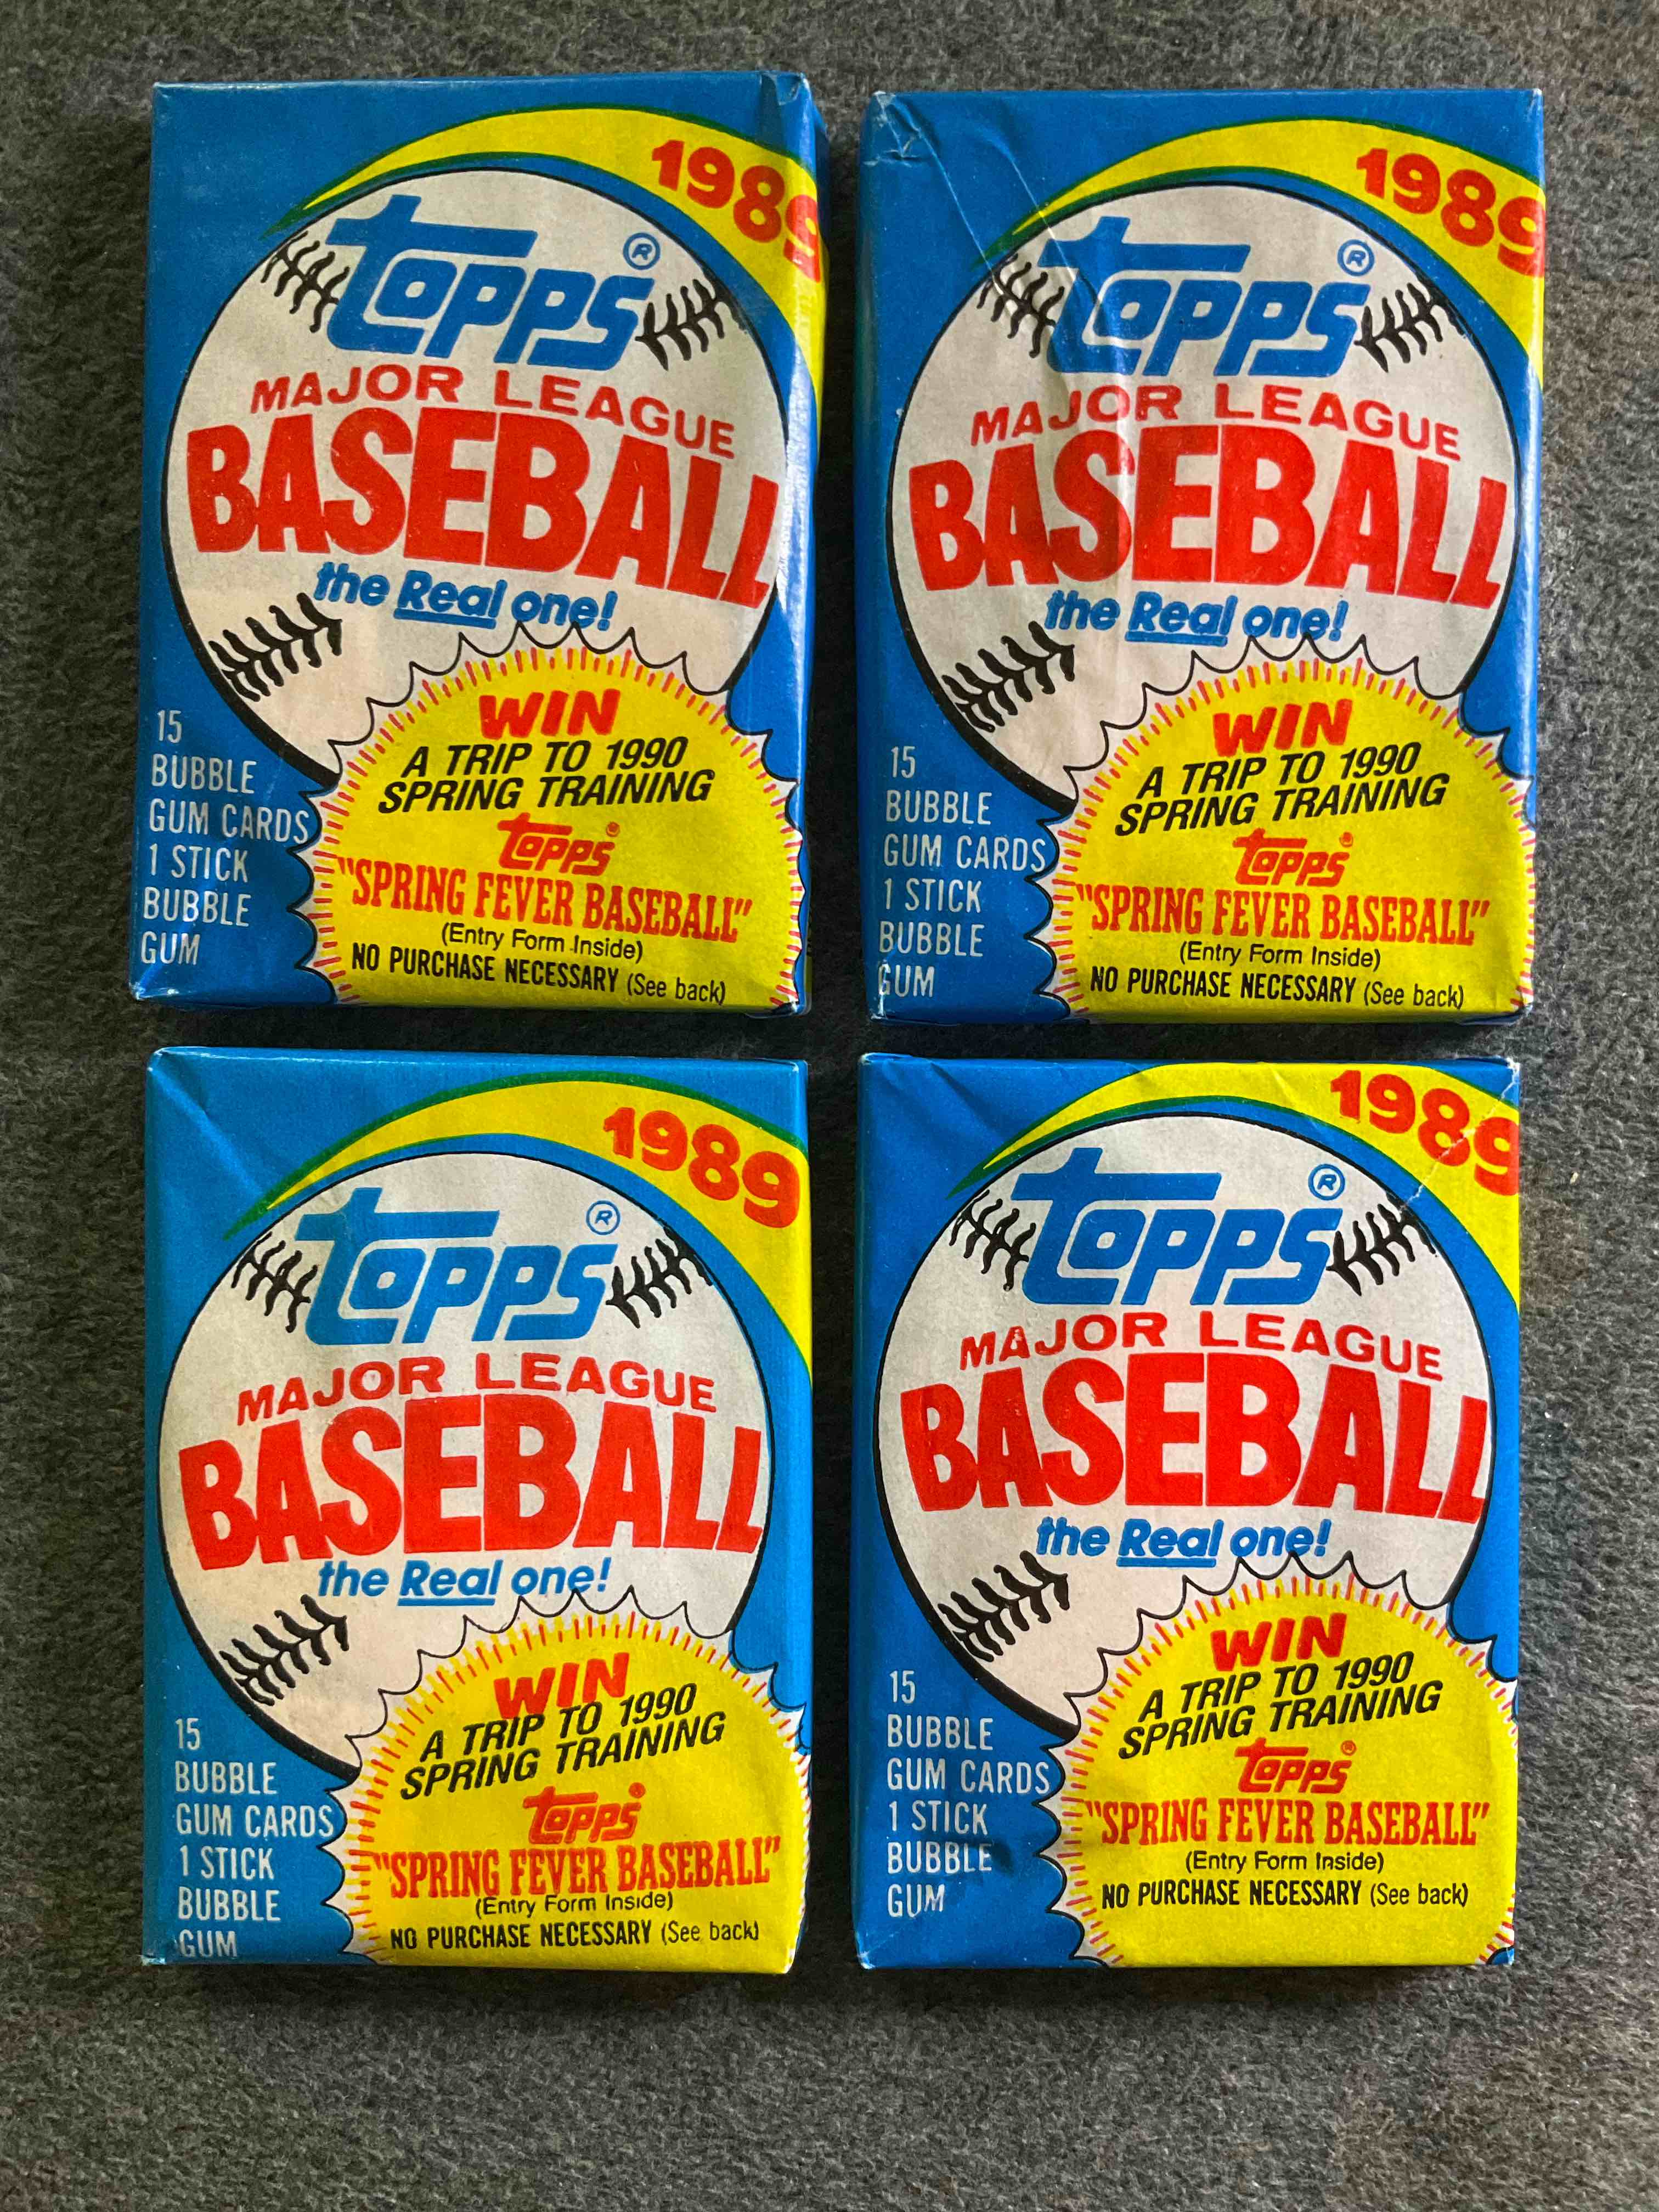 1989
Topps®
MAJOR LEAGUE
BASEBALL
the Real one!
15
BUBBLE
GUM CARDS
1 STICK
BUBBLE
GUM
WIN
A TRIP TO 1990
SPRING TRAINING
Topps®
"SPRING FEVER BASEBALL"
(Entry Form Inside)
NO PURCHASE NECESSARY (See back)
1989
Topps®
MAJOR LEAGUE
BASEBALL
the Real one!
15
BUBBLE
GUM CARDS
1 STICK
BUBBLE
GUM
WIN
A TRIP TO 1990
SPRING TRAINING
Topps®
"SPRING FEVER BASEBALL"
(Entry Form Inside)
NO PURCHASE NECESSARY (See back)
1989
Topps®
MAJOR LEAGUE
BASEBALL
the Real one!
15
BUBBLE
GUM CARDS
1 STICK
BUBBLE
GUM
WIN
A TRIP TO 1990
SPRING TRAINING
Topps®
"SPRING FEVER BASEBALL"
(Entry Form Inside)
NO PURCHASE NECESSARY (See back)
1989
Topps®
MAJOR LEAGUE
BASEBALL
the Real one!
15
BUBBLE
GUM CARDS
1 STICK
BUBBLE
GUM
WIN
A TRIP TO 1990
SPRING TRAINING
Topps®
"SPRING FEVER BASEBALL"
(Entry Form Inside)
NO PURCHASE NECESSARY (See back)